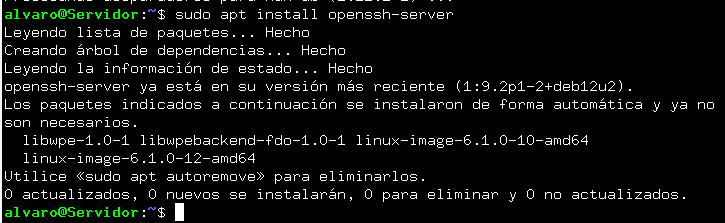 alvaro@Servidor:~$ sudo apt install openssh-server
Leyendo lista de paquetes... Hecho
Creando árbol de dependencias... Hecho
Leyendo la información de estado... Hecho
openssh-server ya está en su versión más reciente (1:9.2p1-2+deb12u2).
Los paquetes indicados a continuación se instalaron de forma automática y ya no
son necesarios.
  libwpe-1.0-1 libwpebackend-fdo-1.0-1 linux-image-6.1.0-10-amd64
  linux-image-6.1.0-12-amd64
Utilice «sudo apt autoremove» para eliminarlos.
0 actualizados, 0 nuevos se instalarán, 0 para eliminar y 0 no actualizados.
alvaro@Servidor:~$